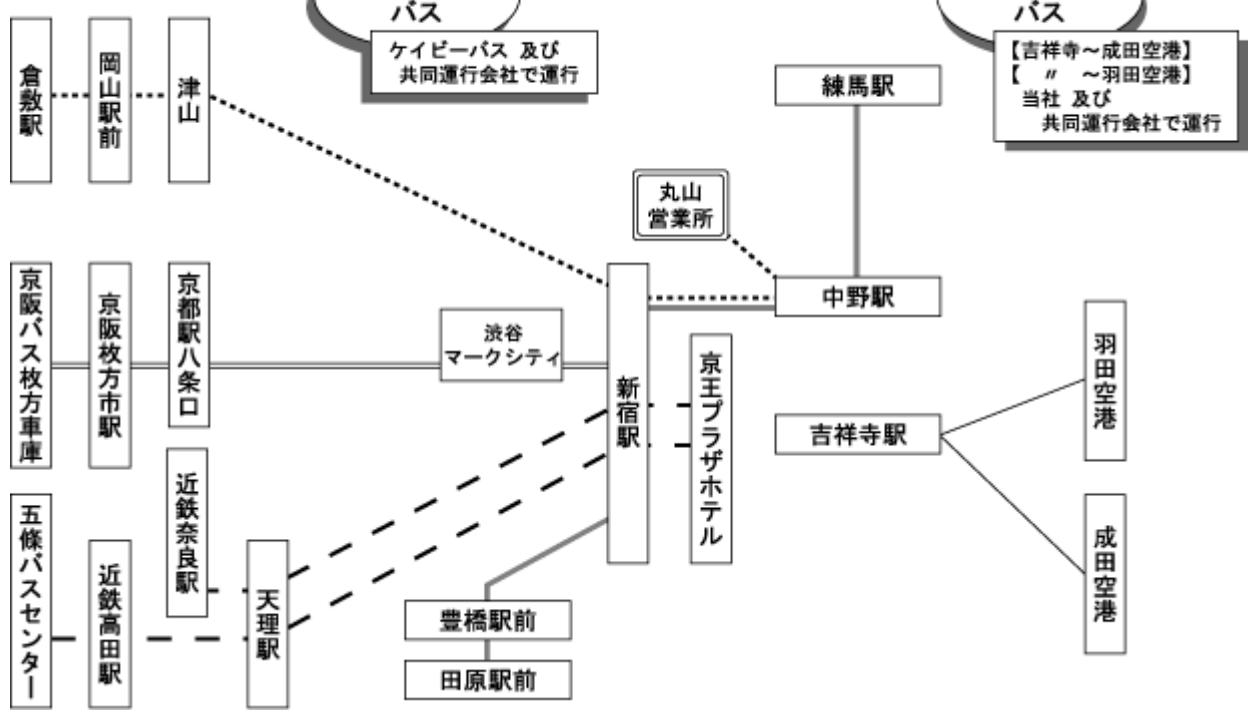 バス
ケイビーバス 及び
共同運行会社で運行
バス
【吉祥寺～成田空港】
【 〃 ～羽田空港】
当社 及び
共同運行会社で運行
倉敷駅
岡山駅前
津山
練馬駅
丸山
営業所
中野駅
京阪バス枚方車庫
京阪枚方市駅
京都駅八条口
渋谷
マークシティ
新宿駅
京王プラザホテル
吉祥寺駅
羽田空港
成田空港
五條バスセンター
近鉄高田駅
近鉄奈良駅
天理駅
豊橋駅前
田原駅前